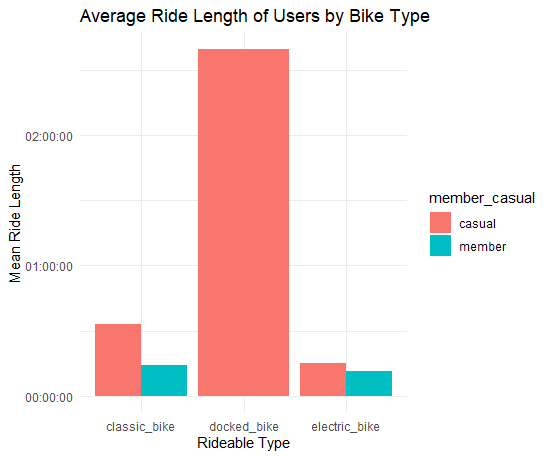 Average Ride Length of Users by Bike Type
Mean Ride Length
02:00:00
01:00:00
00:00:00
classic_bike
docked_bike
electric_bike
Rideable Type
member_casual
casual
member